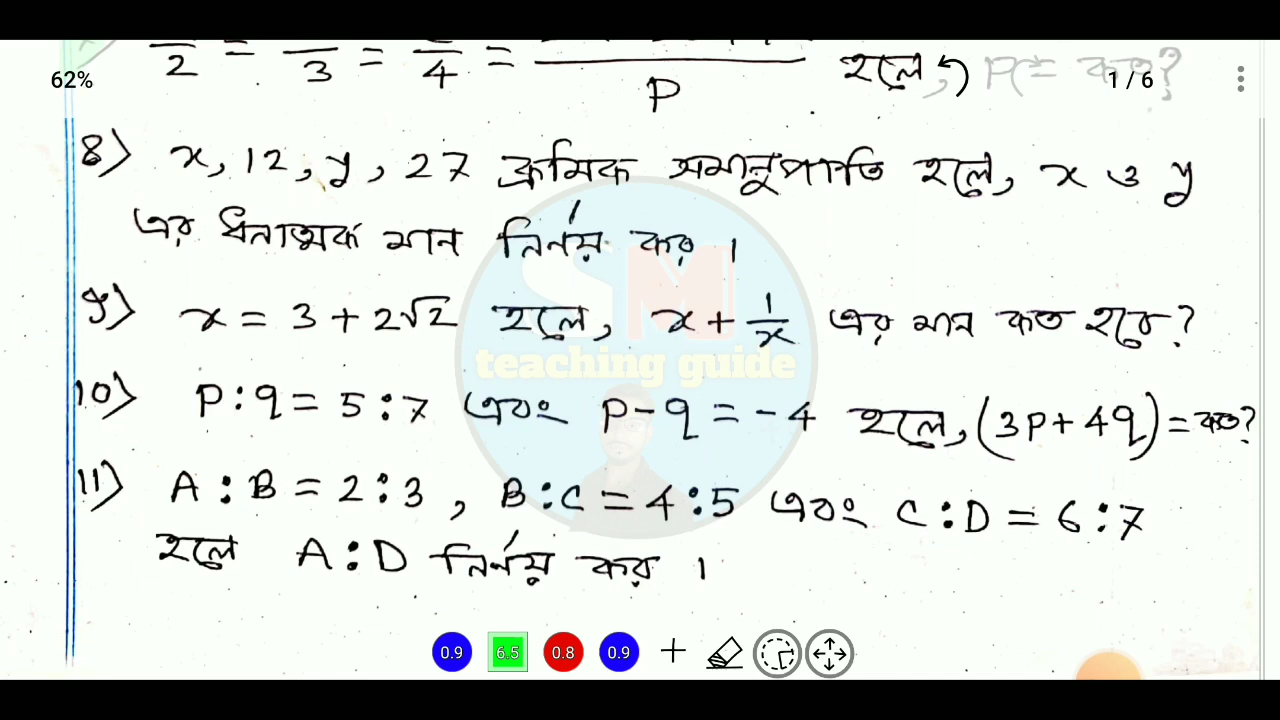 2 = 3 = 4 = P হলে, P = কত?
62%
1 / 6
8) x, 12, y, 27 ক্রমিক সমানুপাতি হলে, x ও y
এর ধনাত্মক মান নির্ণয় কর।
9) x = 3 + 2√2 হলে, x + 1/x এর মান কত হবে?
10) P : q = 5 : 7 এবং P - q = -4 হলে, (3P + 4q) = কত?
11) A : B = 2 : 3, B : C = 4 : 5 এবং C : D = 6 : 7
হলে A : D নির্ণয় কর।
SM
teaching guide
0.9 6.5 0.8 0.9